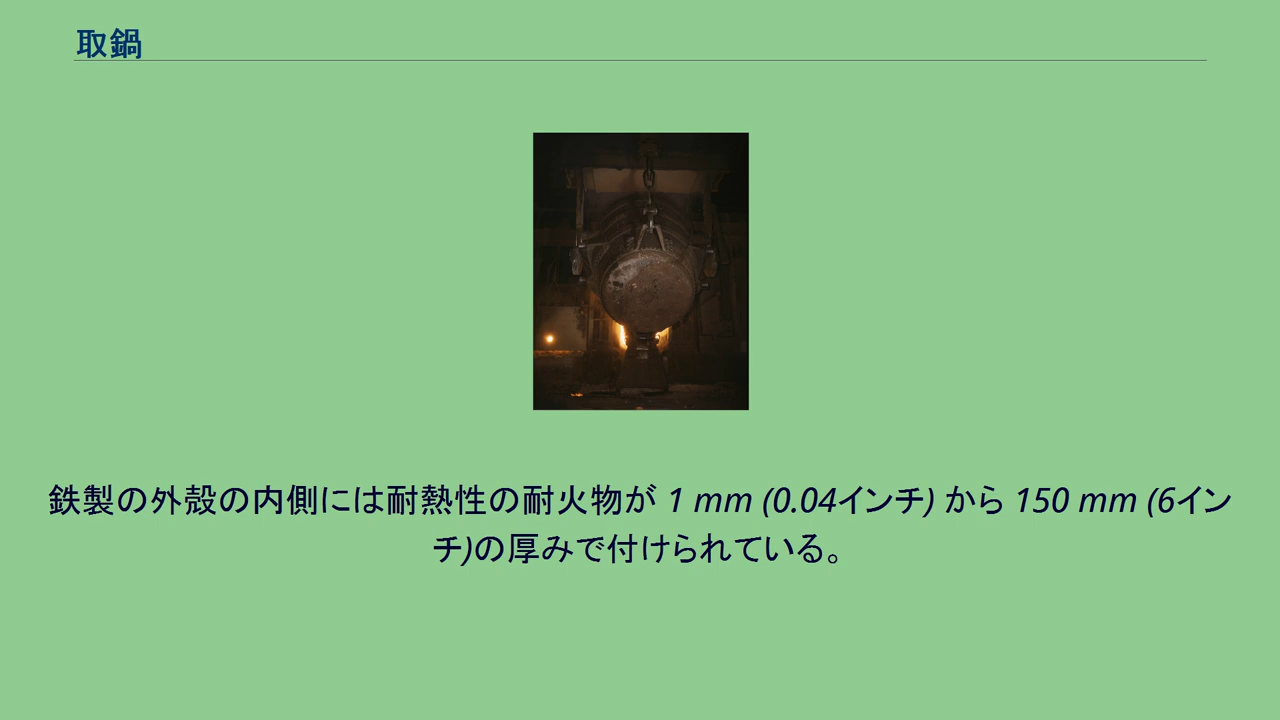 取鍋
鉄製の外殻の内側には耐熱性の耐火物が 1 mm (0.04インチ) から 150 mm (6イン
チ)の厚みで付けられている。